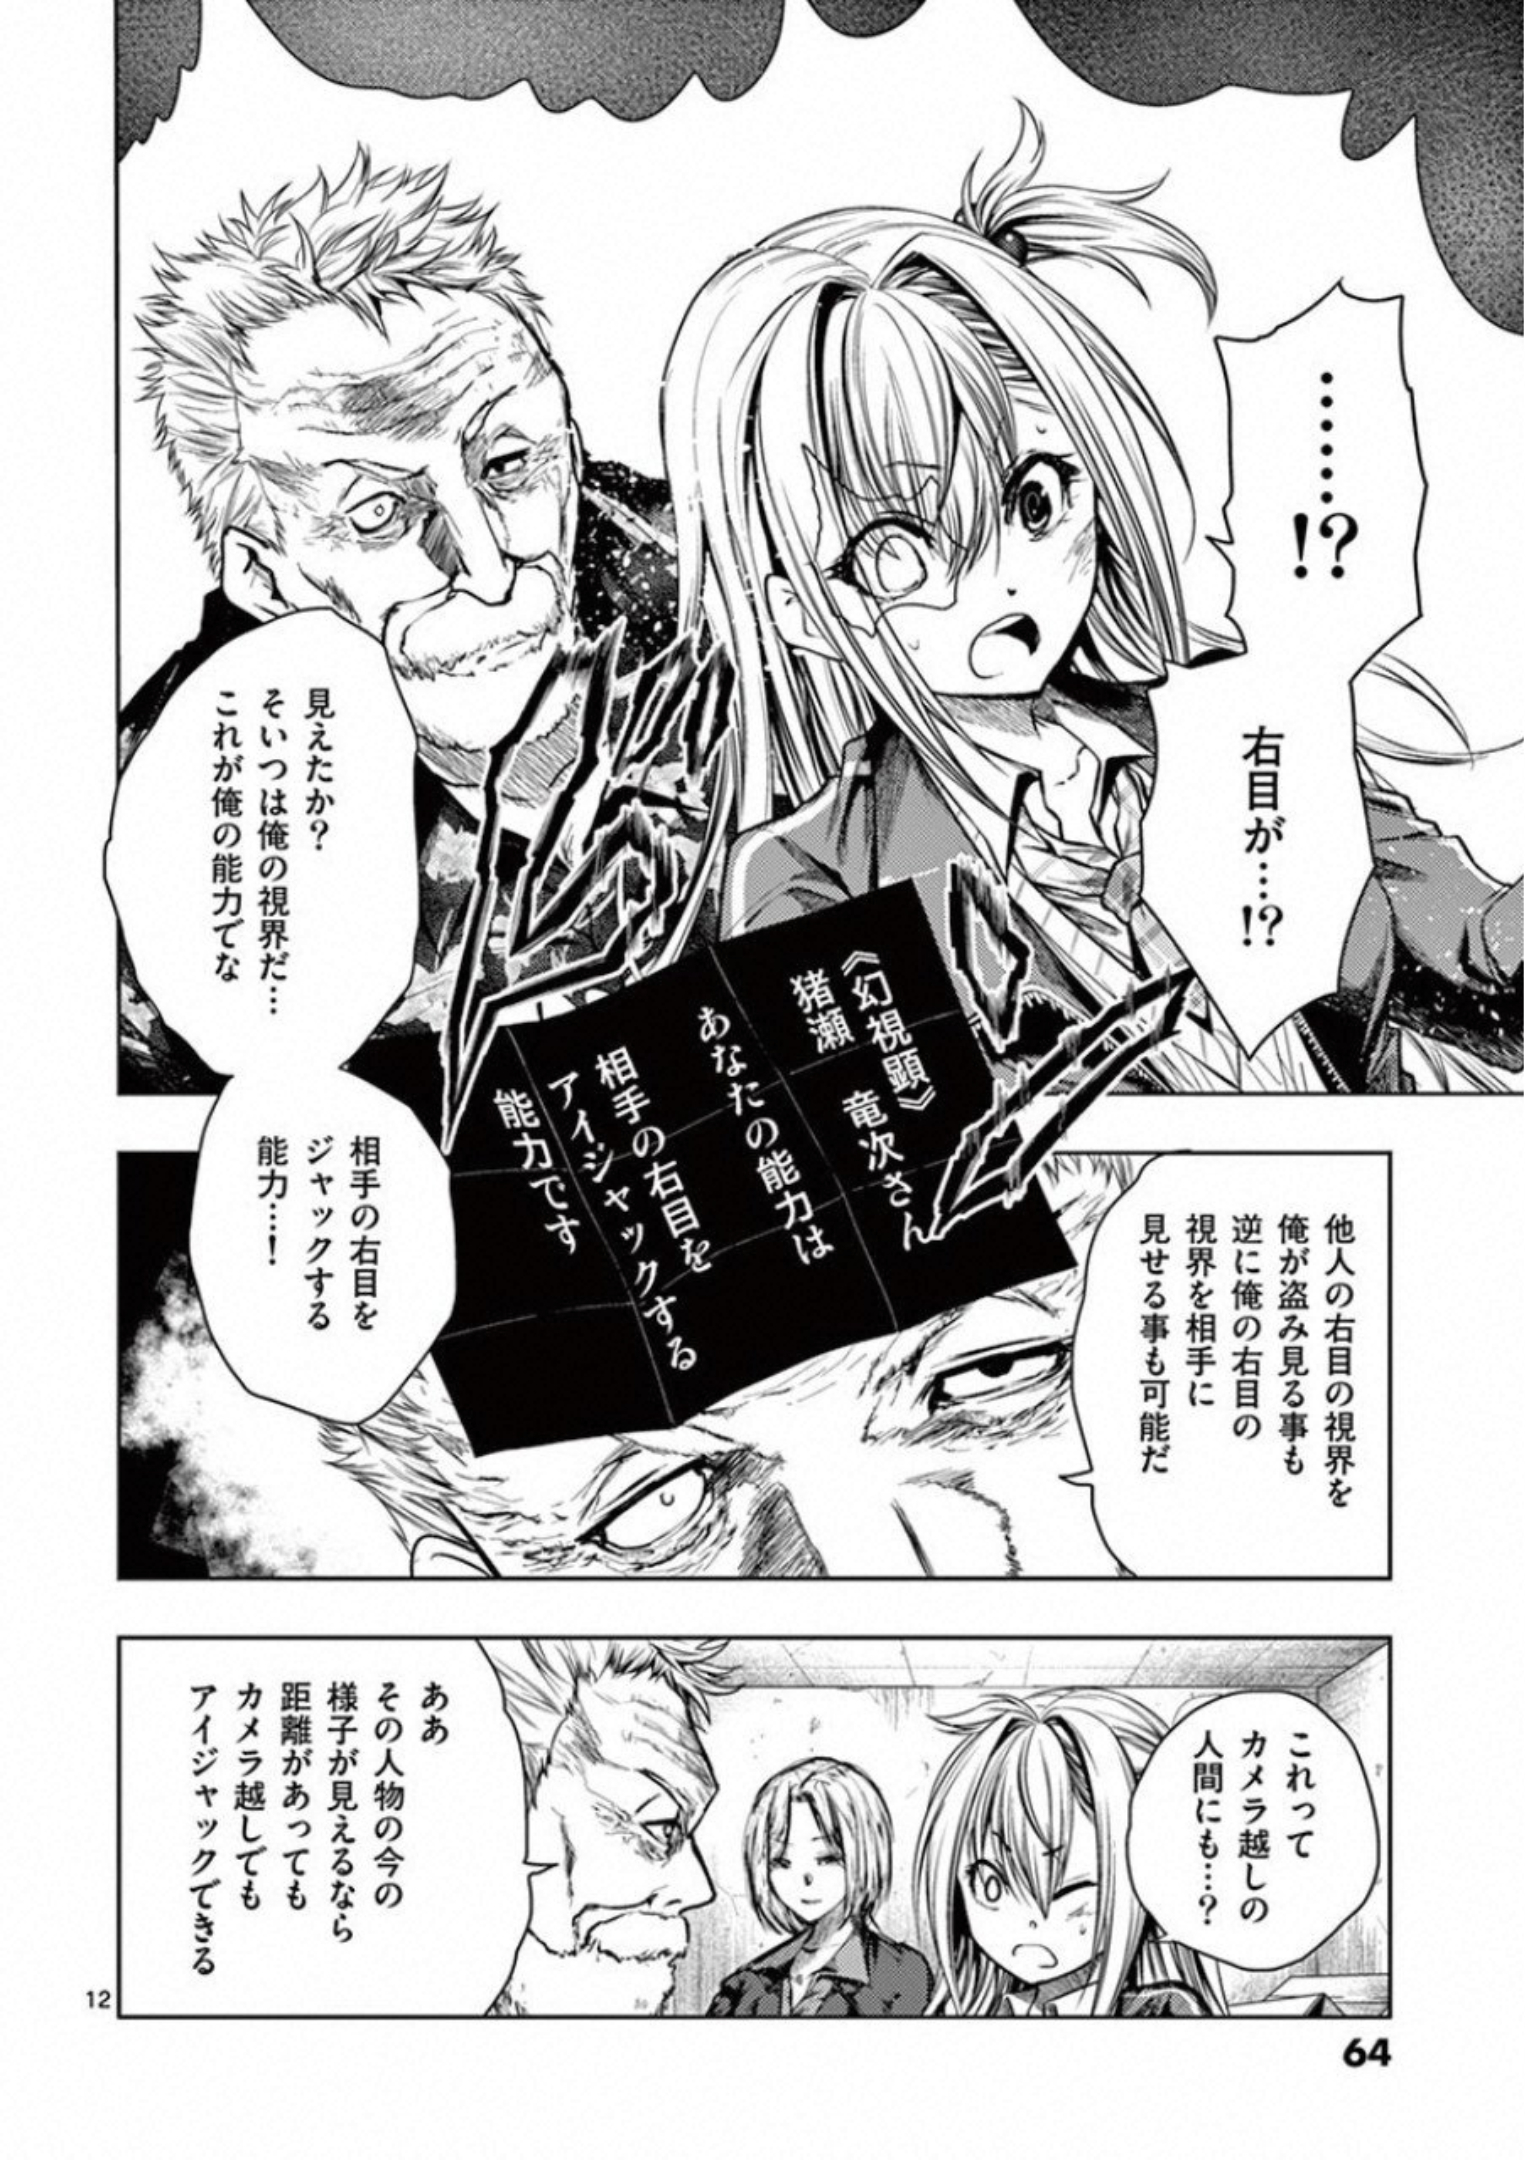 ………!?
右目が…!?
見えたか?
そいつは俺の視界だ…
これが俺の能力でな
《幻視顕》
猪瀬 竜次さん
あなたの能力は
相手の右目を
アイジャックする
能力です
相手の右目を
ジャックする
能力…!
他人の右目の視界を
俺が盗み見る事も
逆に俺の右目の
視界を相手に
見せる事も可能だ
これって
カメラ越しの
人間にも…?
ああ
その人物の今の
様子が見えるなら
距離があっても
カメラ越しでも
アイジャックできる
12
64